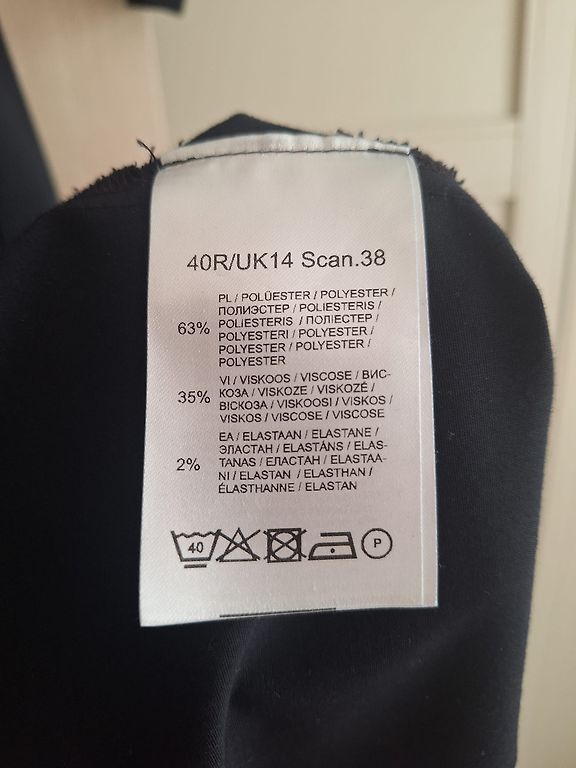 40R/UK14 Scan.38
PL / POLÜESTER / POLYESTER /
ПОЛИЭСТЕР / POLIESTERIS /
63% POLIESTERIS / ПОЛІЕСТЕР /
POLYESTERI / POLYESTER /
POLYESTER / POLYESTER /
POLYESTER
VI / VISKOOS / VISCOSE / ВИС-
35% КОЗА / VISKOZE / VISKOZĖ /
ВІСКОЗА / VISKOOSI / VISKOS /
VISKOS / VISCOSE / VISCOSE
EA / ELASTAAN / ELASTANE /
ЭЛАСТАН / ELASTĀNS / ELAS-
2% TANAS / ЕЛАСТАН / ELASTAA-
NI / ELASTAN / ELASTHAN /
ÉLASTHANNE / ELASTAN
40 P